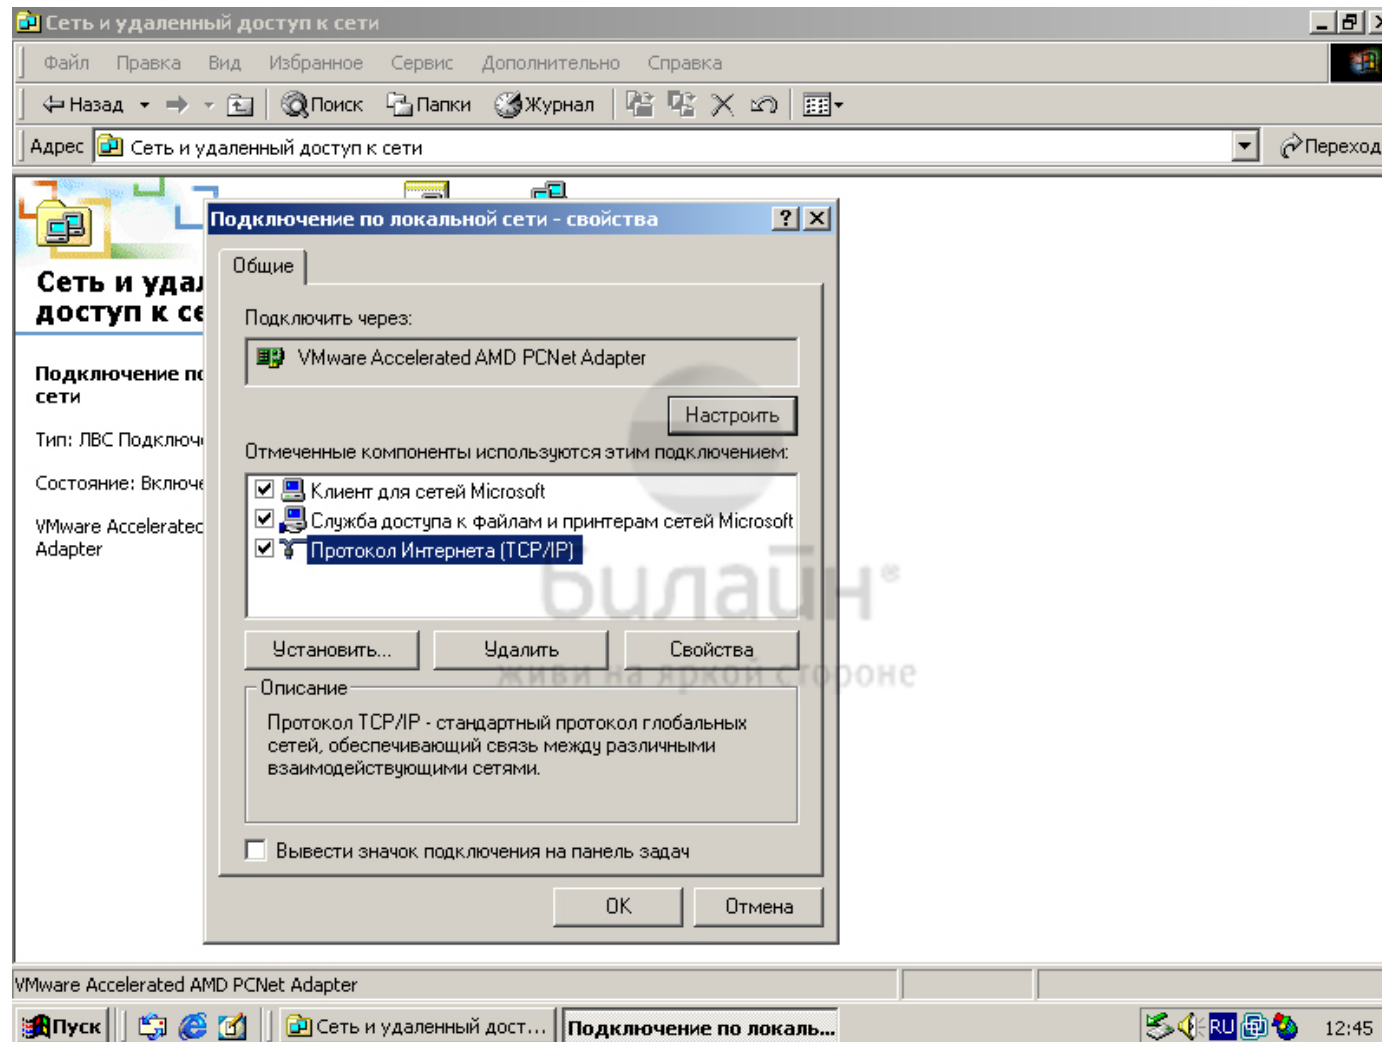 Сеть и удаленный доступ к сети
Файл Правка Вид Избранное Сервис Дополнительно Справка
Назад Поиск Папки Журнал
Адрес Сеть и удаленный доступ к сети Переход
Подключение по локальной сети - свойства
Общие
Сеть и уда
доступ к се
Подключить через:
VMware Accelerated AMD PCNet Adapter
Подключение по
сети
Настроить
Тип: ЛВС Подключ
Отмеченные компоненты используются этим подключением:
Состояние: Включе
Клиент для сетей Microsoft
Служба доступа к файлам и принтерам сетей Microsoft
VMware Accelerated
Adapter
Протокол Интернета (TCP/IP)
билайн®
Установить... Удалить Свойства
живи на яркой стороне
Описание
Протокол TCP/IP - стандартный протокол глобальных
сетей, обеспечивающий связь между различными
взаимодействующими сетями.
Вывести значок подключения на панель задач
OK Отмена
VMware Accelerated AMD PCNet Adapter
Пуск Сеть и удаленный дост... Подключение по локаль... RU 12:45